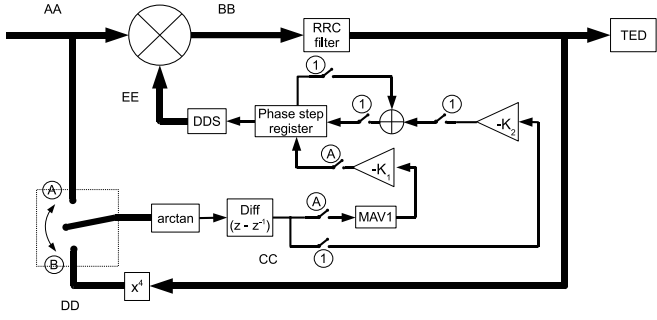 AA
BB
RRC
filter
TED
1
EE
DDS
Phase step
register
1
1
-K2
A
-K1
A
arctan
Diff
(z - z-1)
A
MAV1
CC
1
B
DD
x4